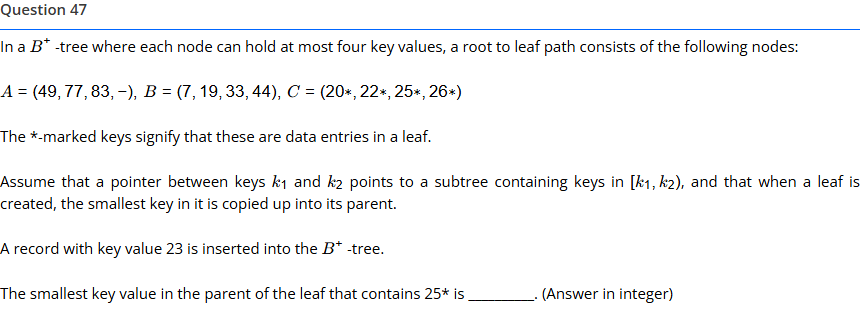 Question 47
In a B⁺ -tree where each node can hold at most four key values, a root to leaf path consists of the following nodes:
A = (49, 77, 83, −), B = (7, 19, 33, 44), C = (20*, 22*, 25*, 26*)
The *-marked keys signify that these are data entries in a leaf.
Assume that a pointer between keys k₁ and k₂ points to a subtree containing keys in [k₁, k₂), and that when a leaf is
created, the smallest key in it is copied up into its parent.
A record with key value 23 is inserted into the B⁺ -tree.
The smallest key value in the parent of the leaf that contains 25* is ________. (Answer in integer)